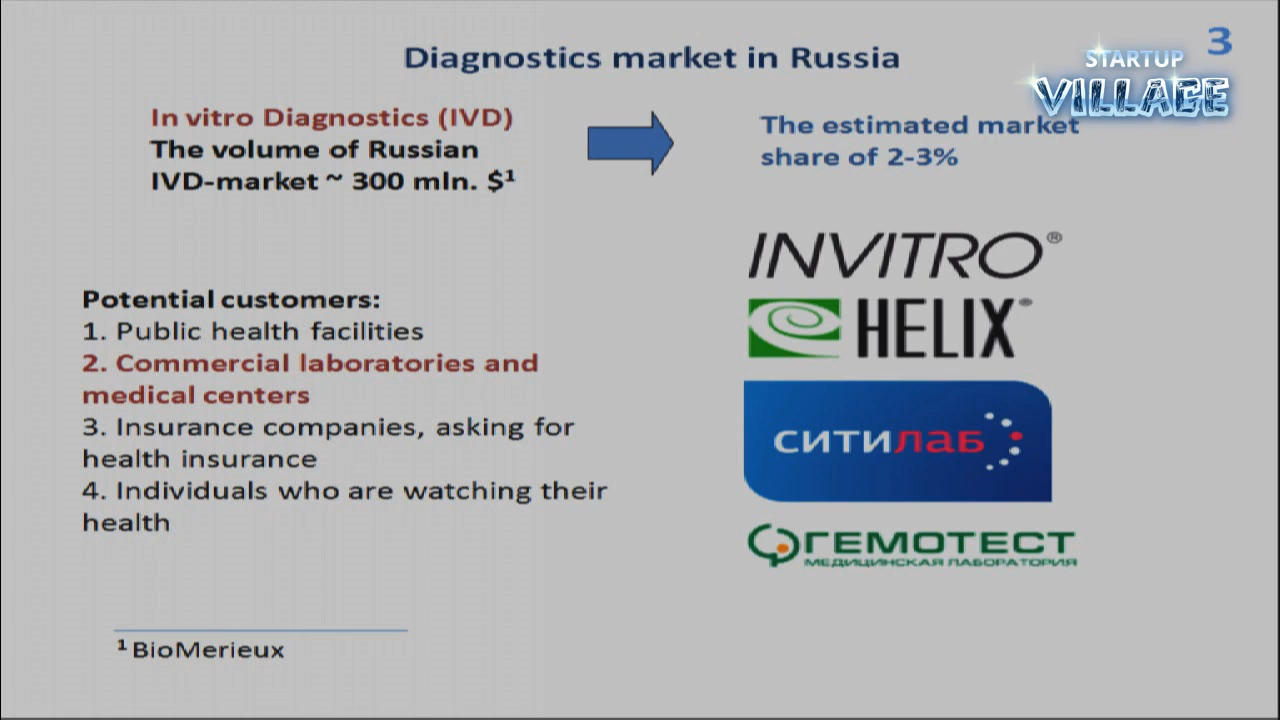 3
STARTUP
VILLAGE
Diagnostics market in Russia
In vitro Diagnostics (IVD)
The volume of Russian
IVD-market ~ 300 mln. $¹
The estimated market
share of 2-3%
Potential customers:
1. Public health facilities
2. Commercial laboratories and
medical centers
3. Insurance companies, asking for
health insurance
4. Individuals who are watching their
health
INVITRO®
HELIX®
СИТИЛАБ
ГЕМОТЕСТ
МЕДИЦИНСКАЯ ЛАБОРАТОРИЯ
¹ BioMerieux